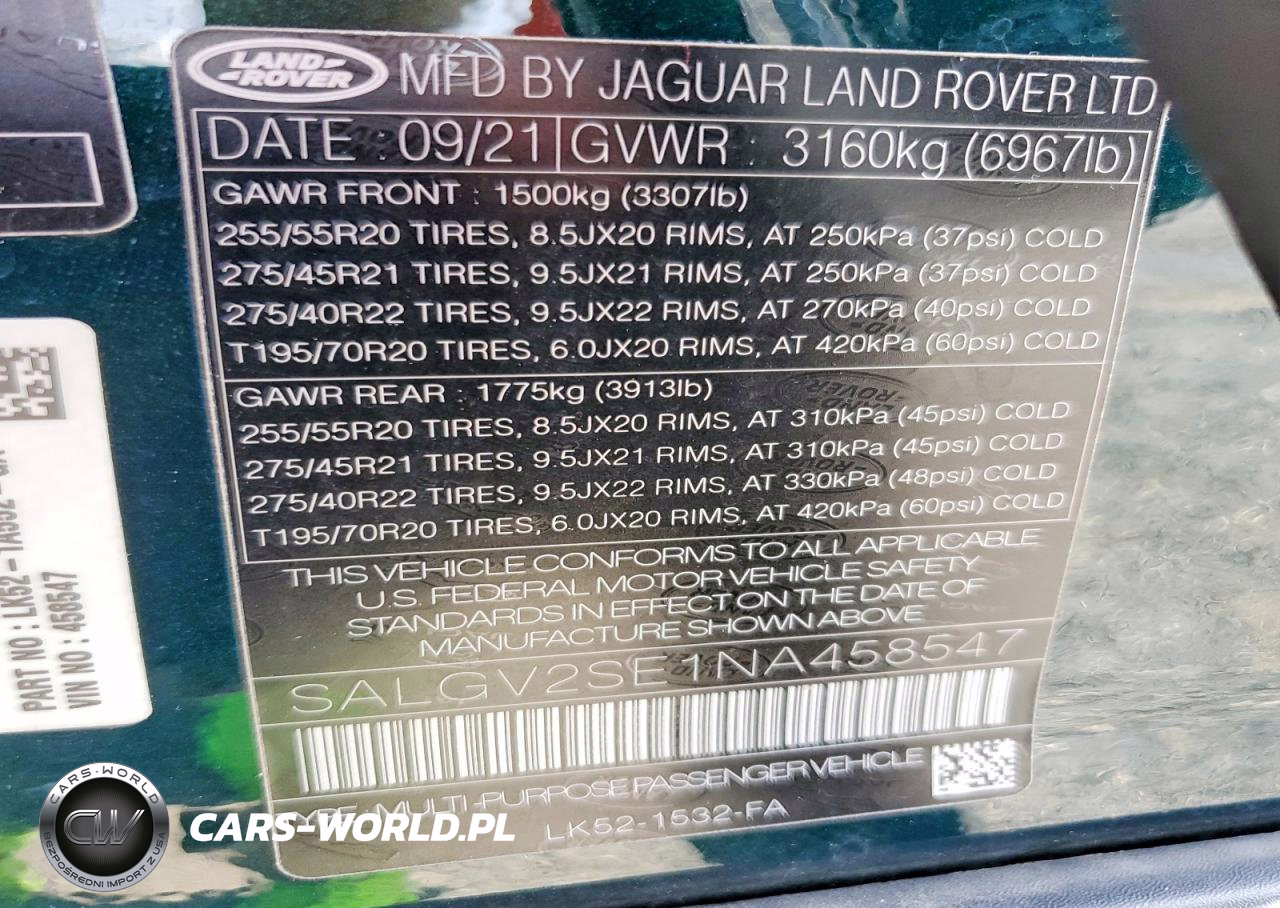 LAND
ROVER
MFD BY JAGUAR LAND ROVER LTD
DATE : 09/21 GVWR : 3160kg (6967lb)
GAWR FRONT : 1500kg (3307lb)
255/55R20 TIRES, 8.5JX20 RIMS, AT 250kPa (37psi) COLD
275/45R21 TIRES, 9.5JX21 RIMS, AT 250kPa (37psi) COLD
275/40R22 TIRES, 9.5JX22 RIMS, AT 270kPa (40psi) COLD
T195/70R20 TIRES, 6.0JX20 RIMS, AT 420kPa (60psi) COLD
GAWR REAR : 1775kg (3913lb)
255/55R20 TIRES, 8.5JX20 RIMS, AT 310kPa (45psi) COLD
275/45R21 TIRES, 9.5JX21 RIMS, AT 310kPa (45psi) COLD
275/40R22 TIRES, 9.5JX22 RIMS, AT 330kPa (48psi) COLD
T195/70R20 TIRES, 6.0JX20 RIMS, AT 420kPa (60psi) COLD
THIS VEHICLE CONFORMS TO ALL APPLICABLE
U.S. FEDERAL MOTOR VEHICLE SAFETY
STANDARDS IN EFFECT ON THE DATE OF
MANUFACTURE SHOWN ABOVE
SALGV2SE1NA458547
TYPE : MULTI-PURPOSE PASSENGER VEHICLE
LK52-1532-FA
PART NO : LK52-1A552-
VIN NO : 458547
CARS-WORLD
CW
BEZPOŚREDNI IMPORT Z USA
CARS-WORLD.PL